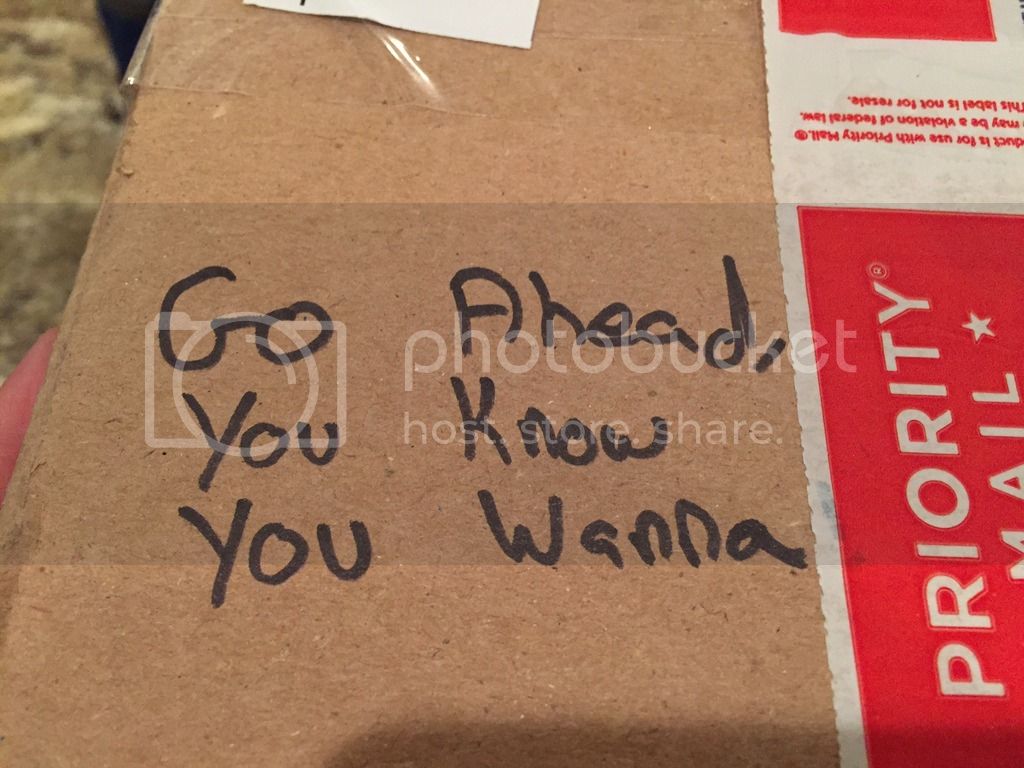 Go Ahead,
You Know
You Wanna
photobucket
host. store. share.
PRIORITY®
MAIL
duct is for use with Priority Mail.®
may be a violation of federal law.
This label is not for resale.